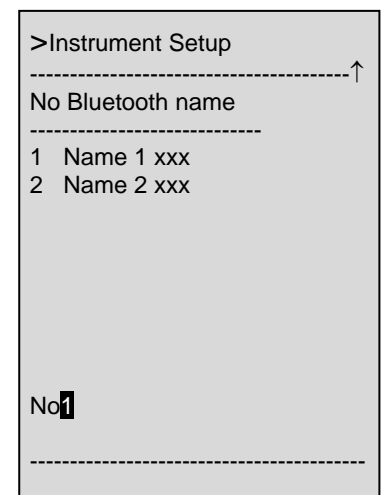 >Instrument Setup
----------------------------------------↑
No Bluetooth name
-----------------------------
1 Name 1 xxx
2 Name 2 xxx
No1
------------------------------------------